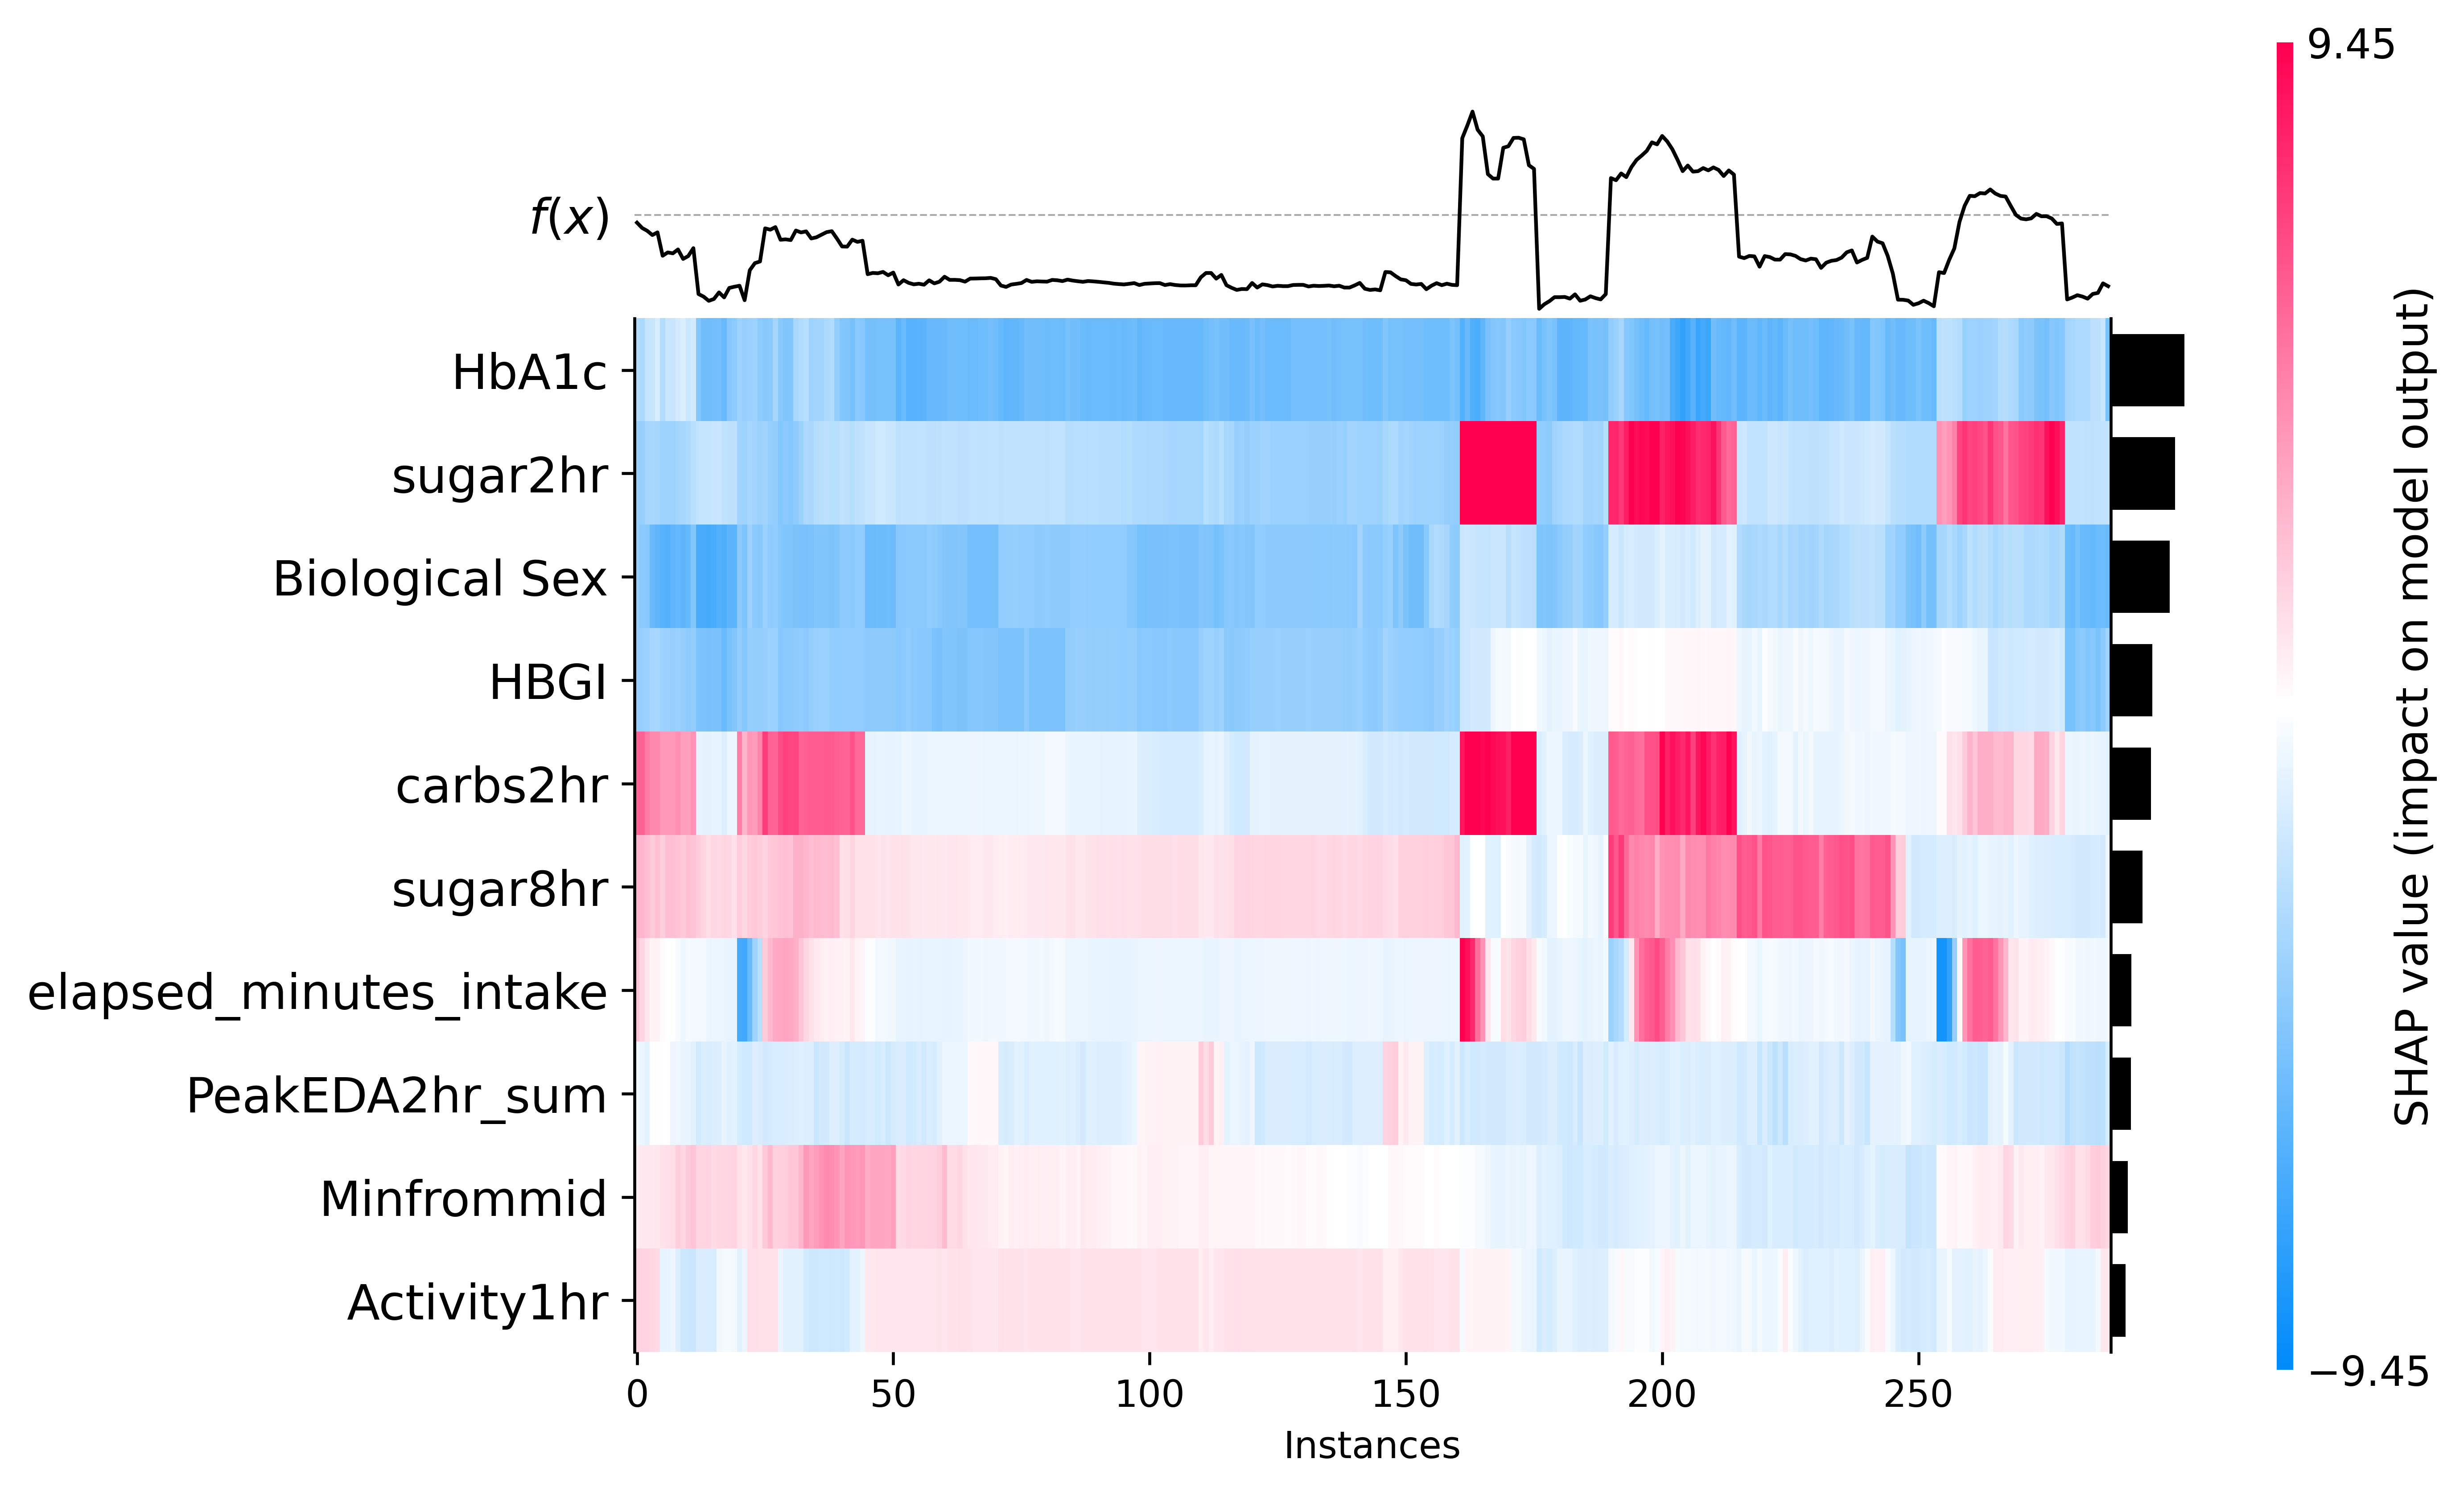 9.45
f(x)
HbA1c
sugar2hr
Biological Sex
HBGI
carbs2hr
sugar8hr
elapsed_minutes_intake
PeakEDA2hr_sum
Minfrommid
Activity1hr
0 50 100 150 200 250
Instances
SHAP value (impact on model output)
−9.45